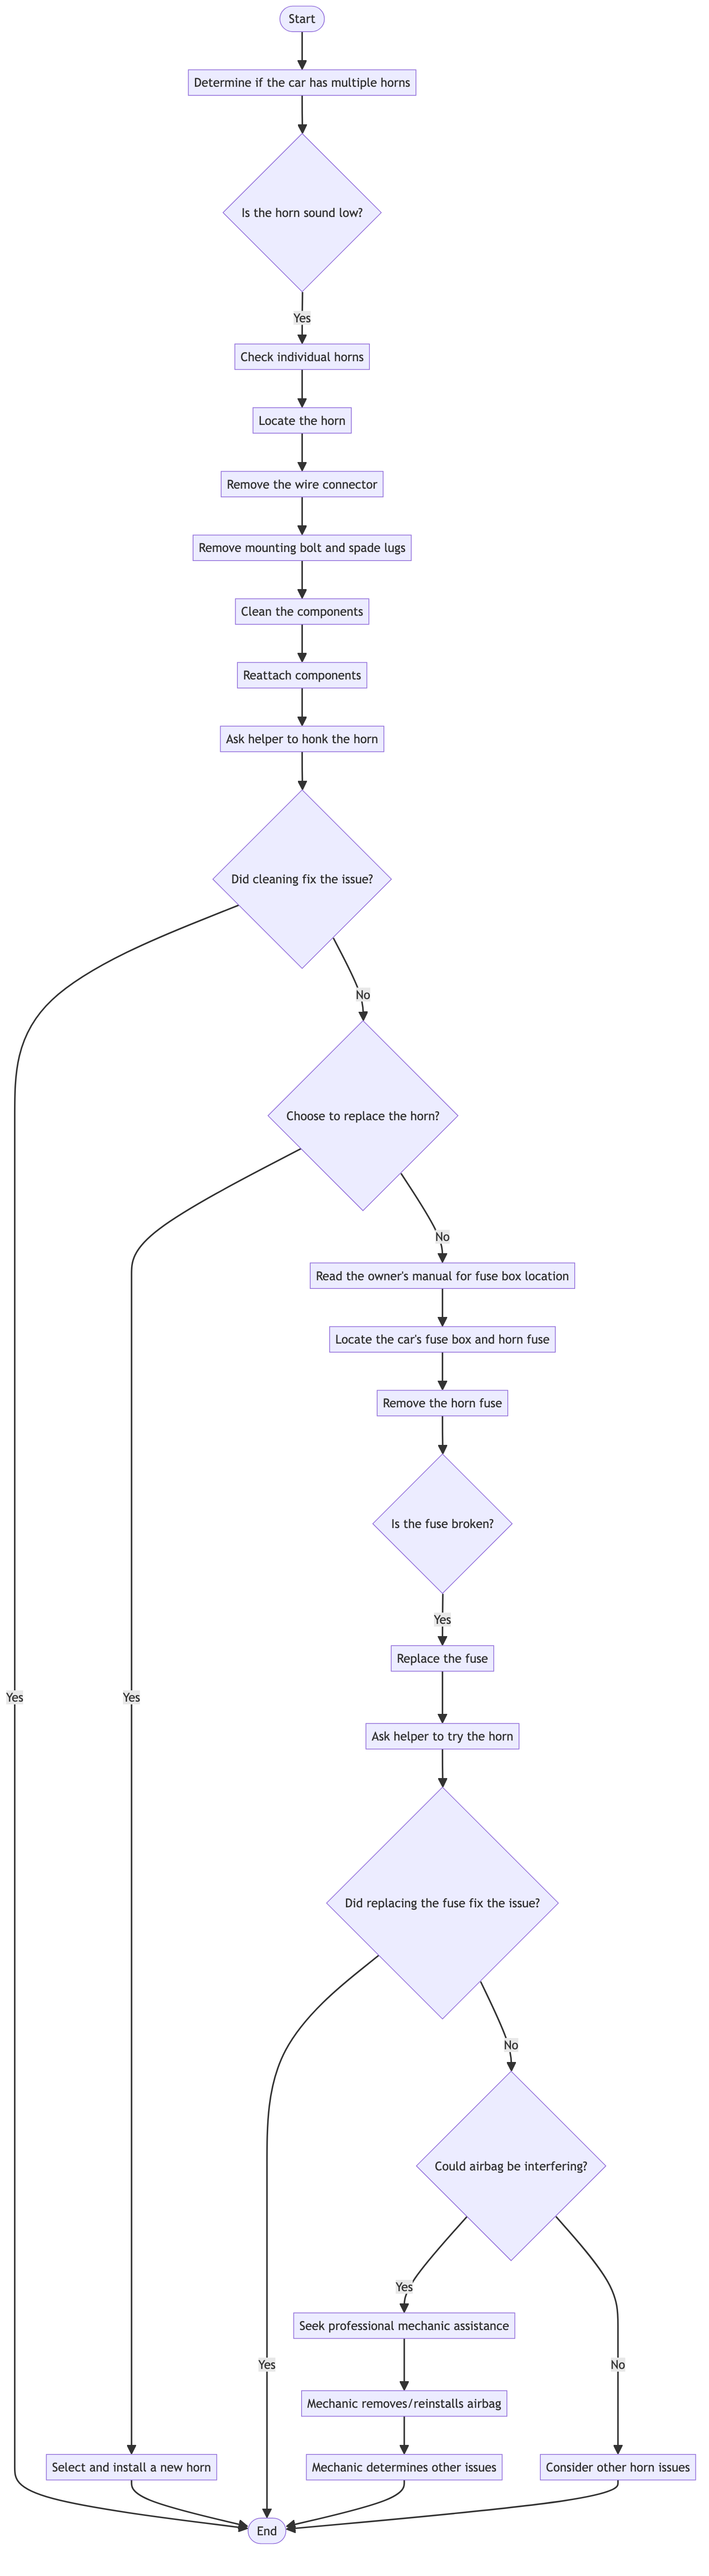 Start
Determine if the car has multiple horns
Is the horn sound low?
Yes
Check individual horns
Locate the horn
Remove the wire connector
Remove mounting bolt and spade lugs
Clean the components
Reattach components
Ask helper to honk the horn
Did cleaning fix the issue?
No
Choose to replace the horn?
No
Read the owner's manual for fuse box location
Locate the car's fuse box and horn fuse
Remove the horn fuse
Is the fuse broken?
Yes
Replace the fuse
Yes
Yes
Ask helper to try the horn
Did replacing the fuse fix the issue?
No
Could airbag be interfering?
Yes
Seek professional mechanic assistance
Yes
No
Mechanic removes/reinstalls airbag
Select and install a new horn
Mechanic determines other issues
Consider other horn issues
End